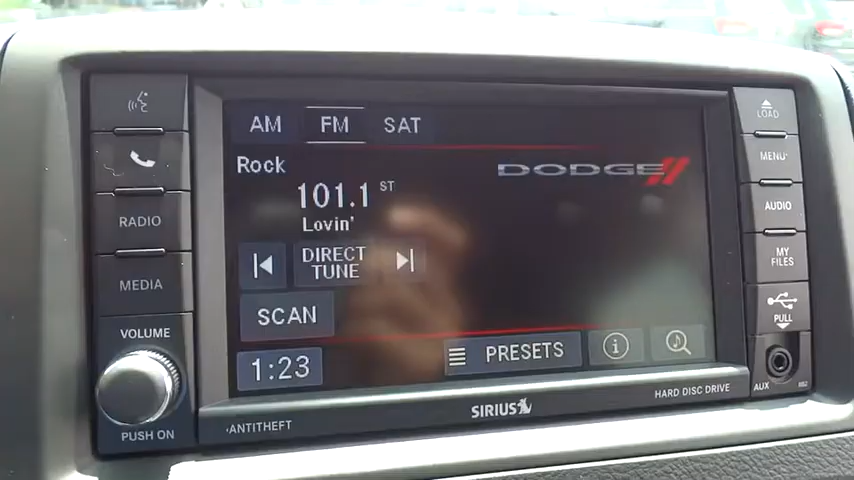 AM FM SAT
Rock
DODGE
101.1 ST
Lovin'
DIRECT
TUNE
SCAN
1:23
PRESETS
RADIO
MEDIA
VOLUME
PUSH ON
ANTITHEFT
SIRIUS
HARD DISC DRIVE
LOAD
MENU
AUDIO
MY
FILES
PULL
AUX